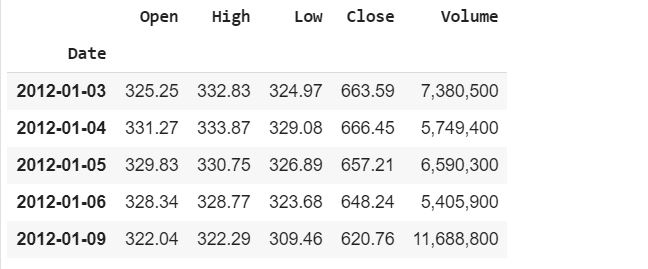 Open High Low Close Volume
Date
2012-01-03 325.25 332.83 324.97 663.59 7,380,500
2012-01-04 331.27 333.87 329.08 666.45 5,749,400
2012-01-05 329.83 330.75 326.89 657.21 6,590,300
2012-01-06 328.34 328.77 323.68 648.24 5,405,900
2012-01-09 322.04 322.29 309.46 620.76 11,688,800